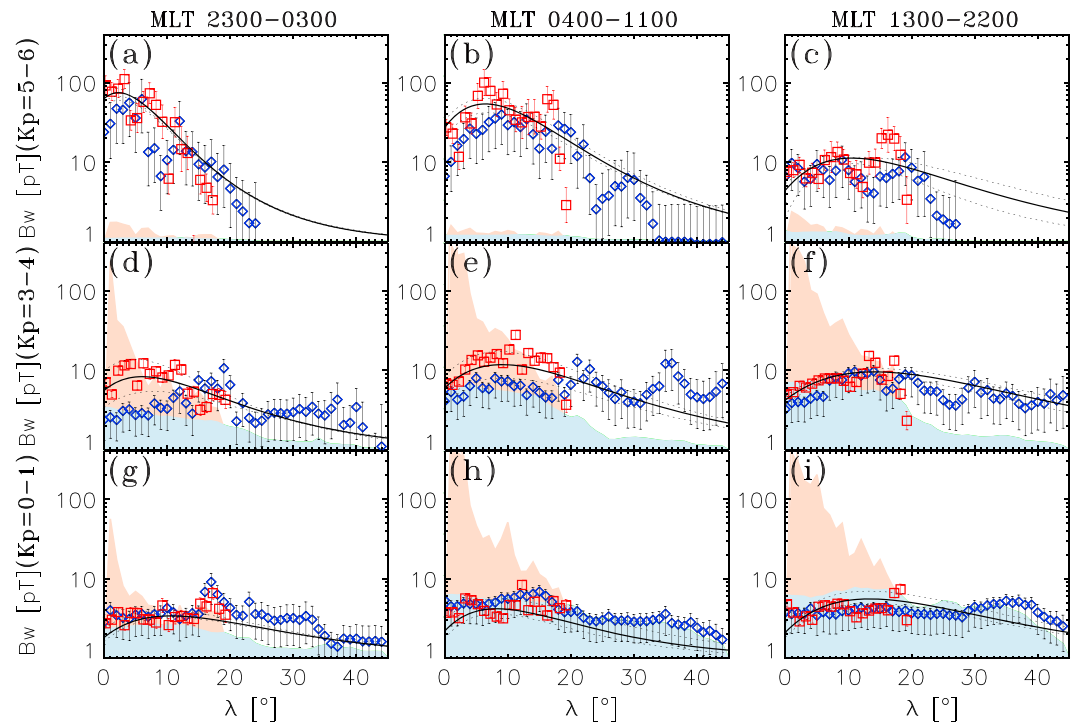 MLT 2300-0300 MLT 0400-1100 MLT 1300-2200
Bw [pT](Kp=5-6) 100 10 1 (a) 100 10 1 (b) 100 10 1 (c)
Bw [pT](Kp=3-4) 100 10 1 (d) 100 10 1 (e) 100 10 1 (f)
Bw [pT](Kp=0-1) 100 10 1 (g) 100 10 1 (h) 100 10 1 (i)
0 10 20 30 40 0 10 20 30 40 0 10 20 30 40
λ [°] λ [°] λ [°]